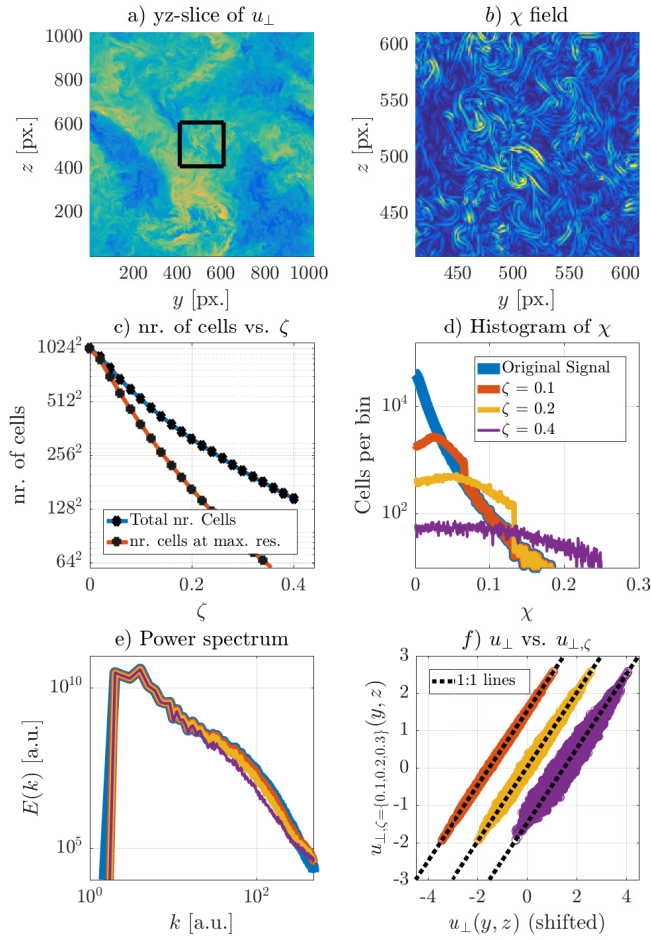 a) yz-slice of u⊥
1000
800
600
400
200
z [px.]
200 400 600 800 1000
y [px.]
b) χ field
600
550
500
450
z [px.]
450 500 550 600
y [px.]
c) nr. of cells vs. ζ
1024²
512²
256²
128²
64²
nr. of cells
Total nr. Cells
nr. cells at max. res.
0 0.2 0.4
ζ
d) Histogram of χ
Original Signal
ζ = 0.1
ζ = 0.2
ζ = 0.4
10⁴
10²
Cells per bin
0 0.1 0.2 0.3
χ
e) Power spectrum
10¹⁰
10⁵
E(k) [a.u.]
10⁰ 10²
k [a.u.]
f) u⊥ vs. u⊥,ζ
1:1 lines
3
2
1
0
-1
-2
-3
u⊥,ζ={0.1,0.2,0.3}(y, z)
-4 -2 0 2 4
u⊥(y, z) (shifted)